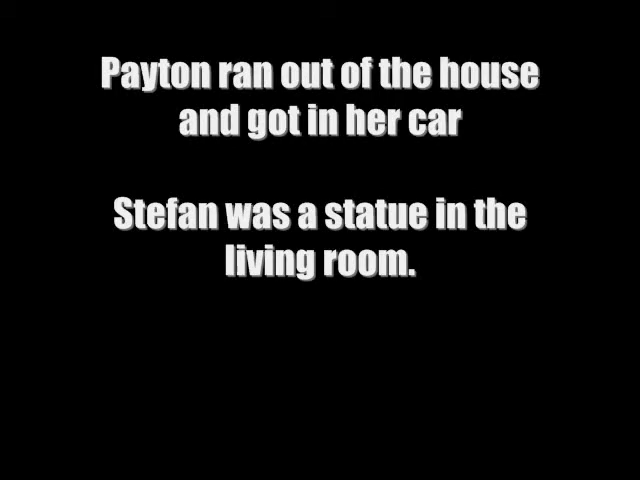 Payton ran out of the house
and got in her car
Stefan was a statue in the
living room.